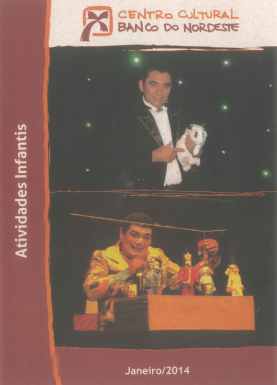 CENTRO CULTURAL
BANCO DO NORDESTE
Atividades Infantis
Janeiro/2014